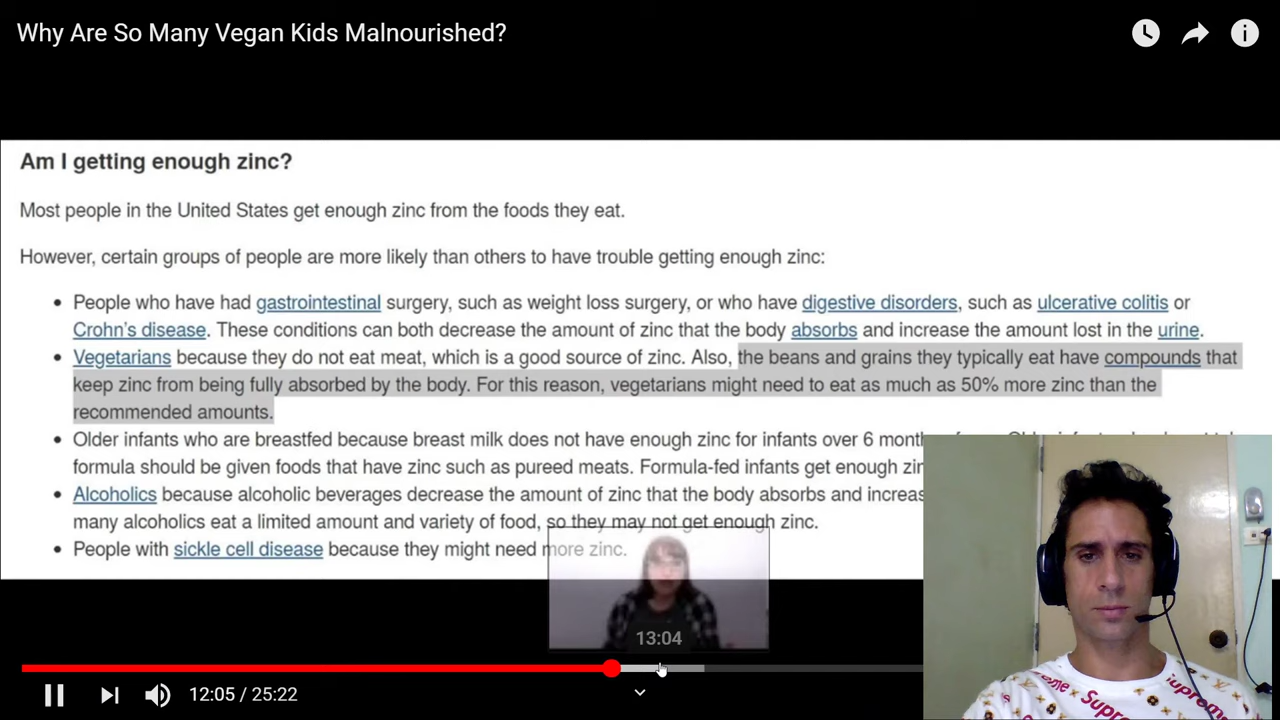 Why Are So Many Vegan Kids Malnourished?
Am I getting enough zinc?
Most people in the United States get enough zinc from the foods they eat.
However, certain groups of people are more likely than others to have trouble getting enough zinc:
• People who have had gastrointestinal surgery, such as weight loss surgery, or who have digestive disorders, such as ulcerative colitis or
Crohn's disease. These conditions can both decrease the amount of zinc that the body absorbs and increase the amount lost in the urine.
• Vegetarians because they do not eat meat, which is a good source of zinc. Also, the beans and grains they typically eat have compounds that
keep zinc from being fully absorbed by the body. For this reason, vegetarians might need to eat as much as 50% more zinc than the
recommended amounts.
• Older infants who are breastfed because breast milk does not have enough zinc for infants over 6
formula should be given foods that have zinc such as pureed meats. Formula-fed infants get enough
• Alcoholics because alcoholic beverages decrease the amount of zinc that the body absorbs and
many alcoholics eat a limited amount and variety of food, so they may not get enough zinc.
• People with sickle cell disease because they might need more zinc.
13:04
12:05 / 25:22
Supreme
upreme